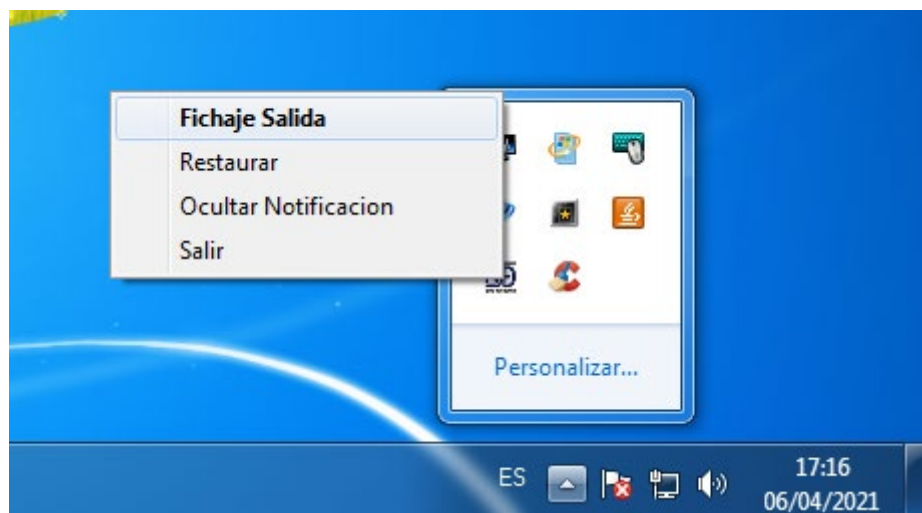 Fichaje Salida
Restaurar
Ocultar Notificacion
Salir
Personalizar...
ES
17:16
06/04/2021